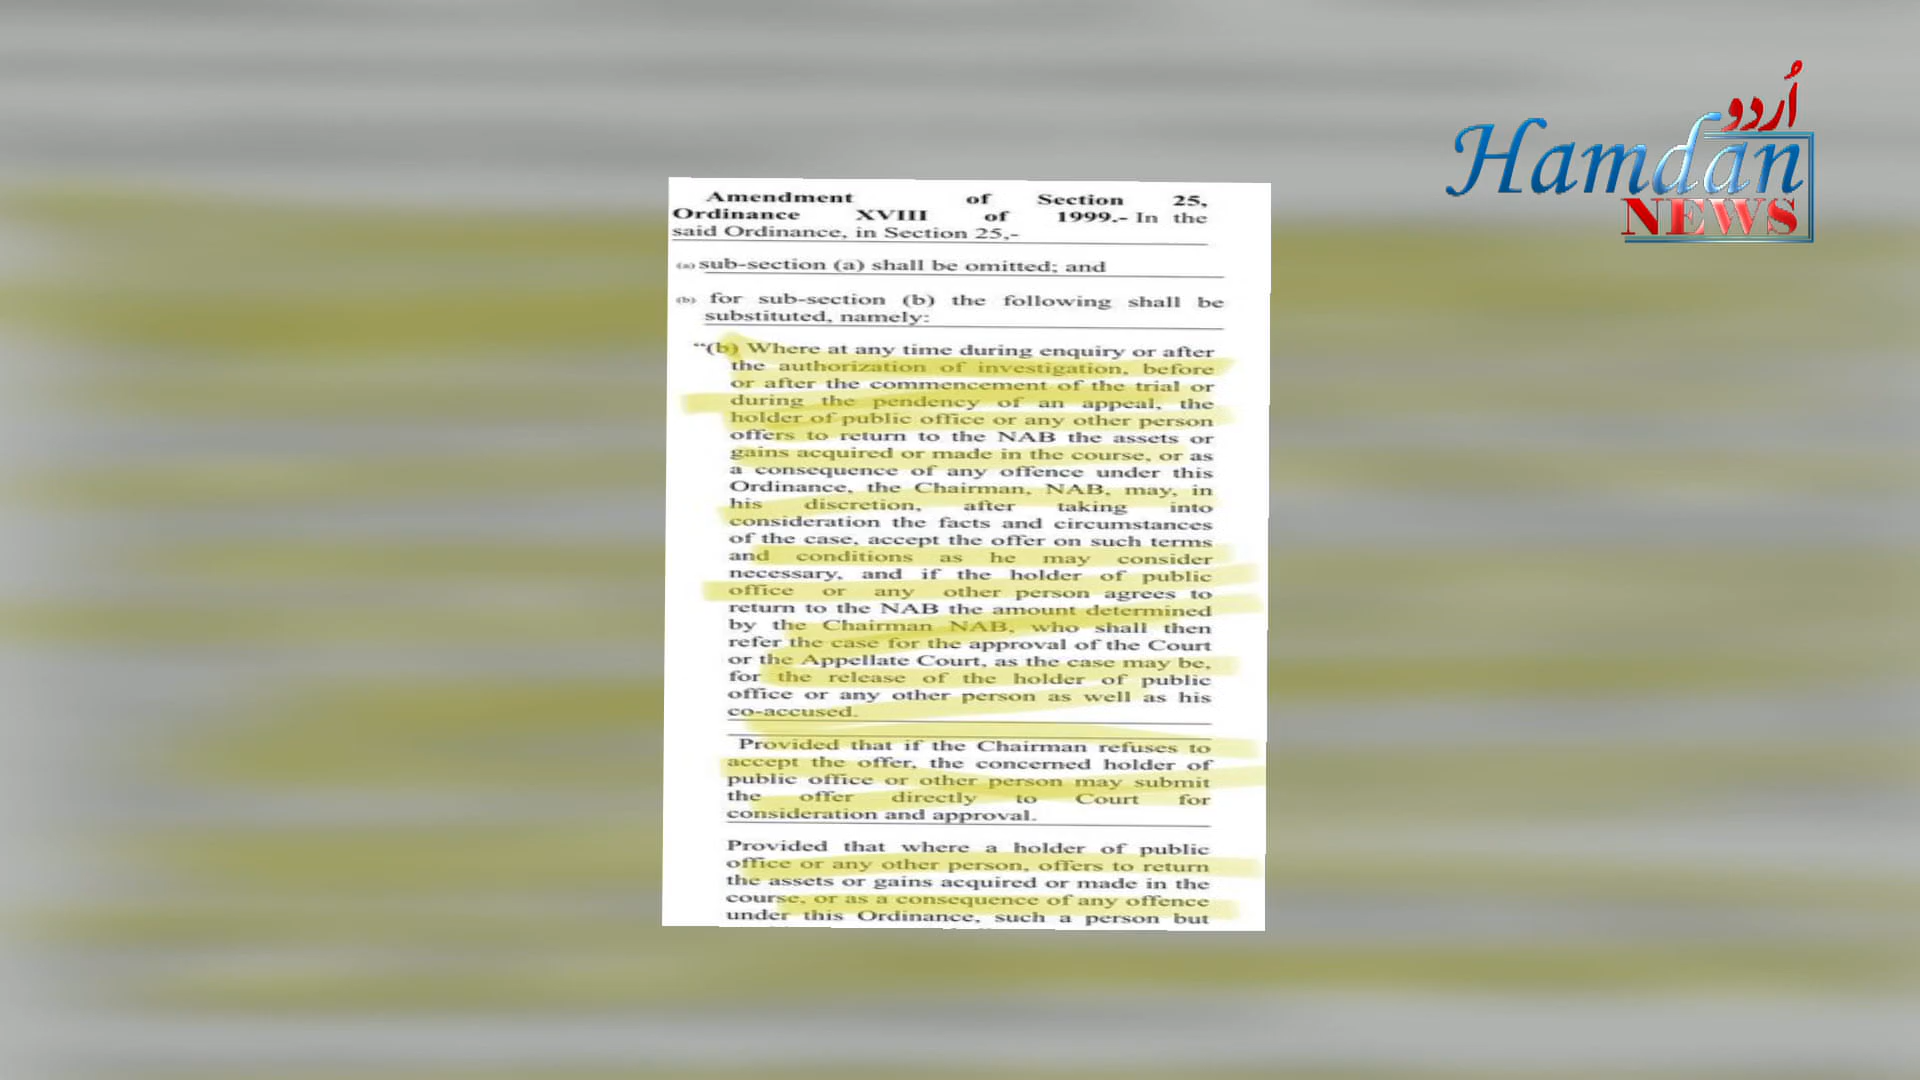 اُردو
Hamdan
NEWS
Amendment of Section 25,
Ordinance XVIII of 1999.- In the
said Ordinance, in Section 25,-
(a) sub-section (a) shall be omitted; and
(b) for sub-section (b) the following shall be
substituted, namely:
“(b) Where at any time during enquiry or after
the authorization of investigation, before
or after the commencement of the trial or
during the pendency of an appeal, the
holder of public office or any other person
offers to return to the NAB the assets or
gains acquired or made in the course, or as
a consequence of any offence under this
Ordinance, the Chairman, NAB, may, in
his discretion, after taking into
consideration the facts and circumstances
of the case, accept the offer on such terms
and conditions as he may consider
necessary, and if the holder of public
office or any other person agrees to
return to the NAB the amount determined
by the Chairman NAB, who shall then
refer the case for the approval of the Court
or the Appellate Court, as the case may be,
for the release of the holder of public
office or any other person as well as his
co-accused.
Provided that if the Chairman refuses to
accept the offer, the concerned holder of
public office or other person may submit
the offer directly to Court for
consideration and approval.
Provided that where a holder of public
office or any other person, offers to return
the assets or gains acquired or made in the
course, or as a consequence of any offence
under this Ordinance, such a person but